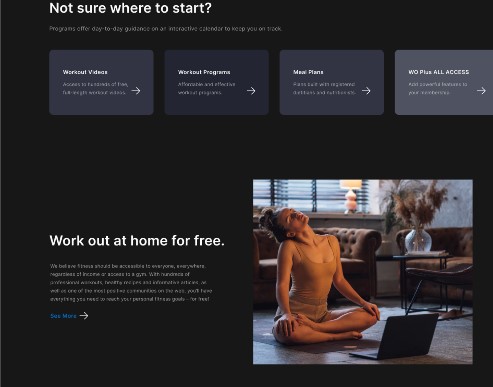 Not sure where to start?
Programs offer day-to-day guidance on an interactive calendar to keep you on track.
Workout Videos
Access to hundreds of free,
full-length workout videos.
Workout Programs
Affordable and effective
workout programs.
Meal Plans
Plans built with registered
dietitians and nutritionists.
WO Plus ALL ACCESS
Add powerful features to
your membership.
Work out at home for free.
We believe fitness should be accessible to everyone, everywhere,
regardless of income or access to a gym. With hundreds of
professional workouts, healthy recipes and informative articles, as
well as one of the most positive communities on the web, you'll have
everything you need to reach your personal fitness goals - for free!
See More